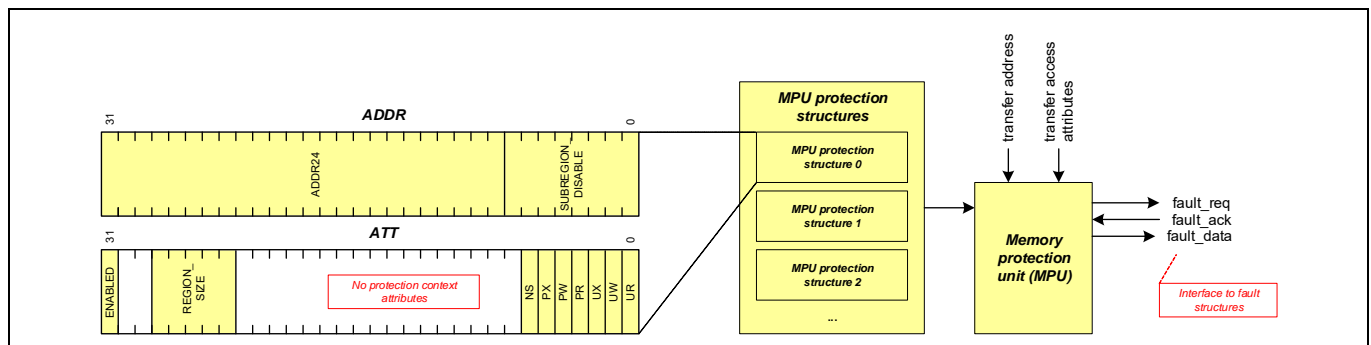 ADDR
31
0
ADDR24
SUBREGION_
DISABLE
ATT
31
0
ENABLED
REGION_
SIZE
No protection context
attributes
NS
PX
PW
PR
UX
UW
UR
MPU protection
structures
MPU protection
structure 0
MPU protection
structure 1
MPU protection
structure 2
...
transfer address
transfer access
attributes
Memory
protection
unit (MPU)
fault_req
fault_ack
fault_data
Interface to fault
structures